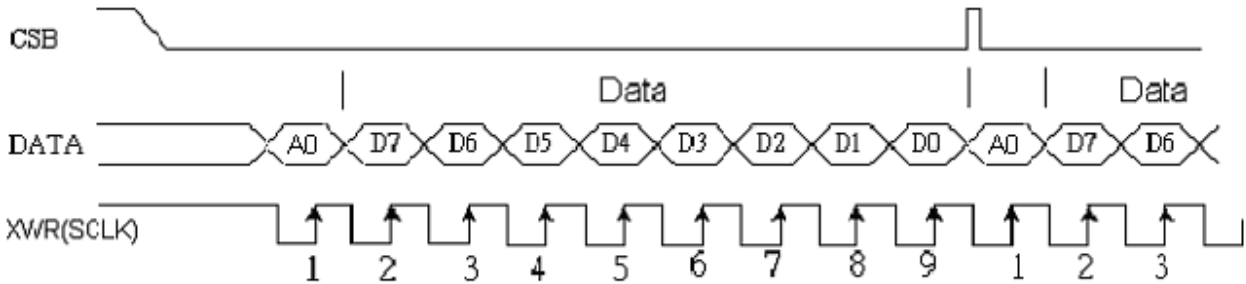 CSB
| Data | | Data
DATA A0 D7 D6 D5 D4 D3 D2 D1 D0 A0 D7 D6
XWR(SCLK)
1 2 3 4 5 6 7 8 9 1 2 3